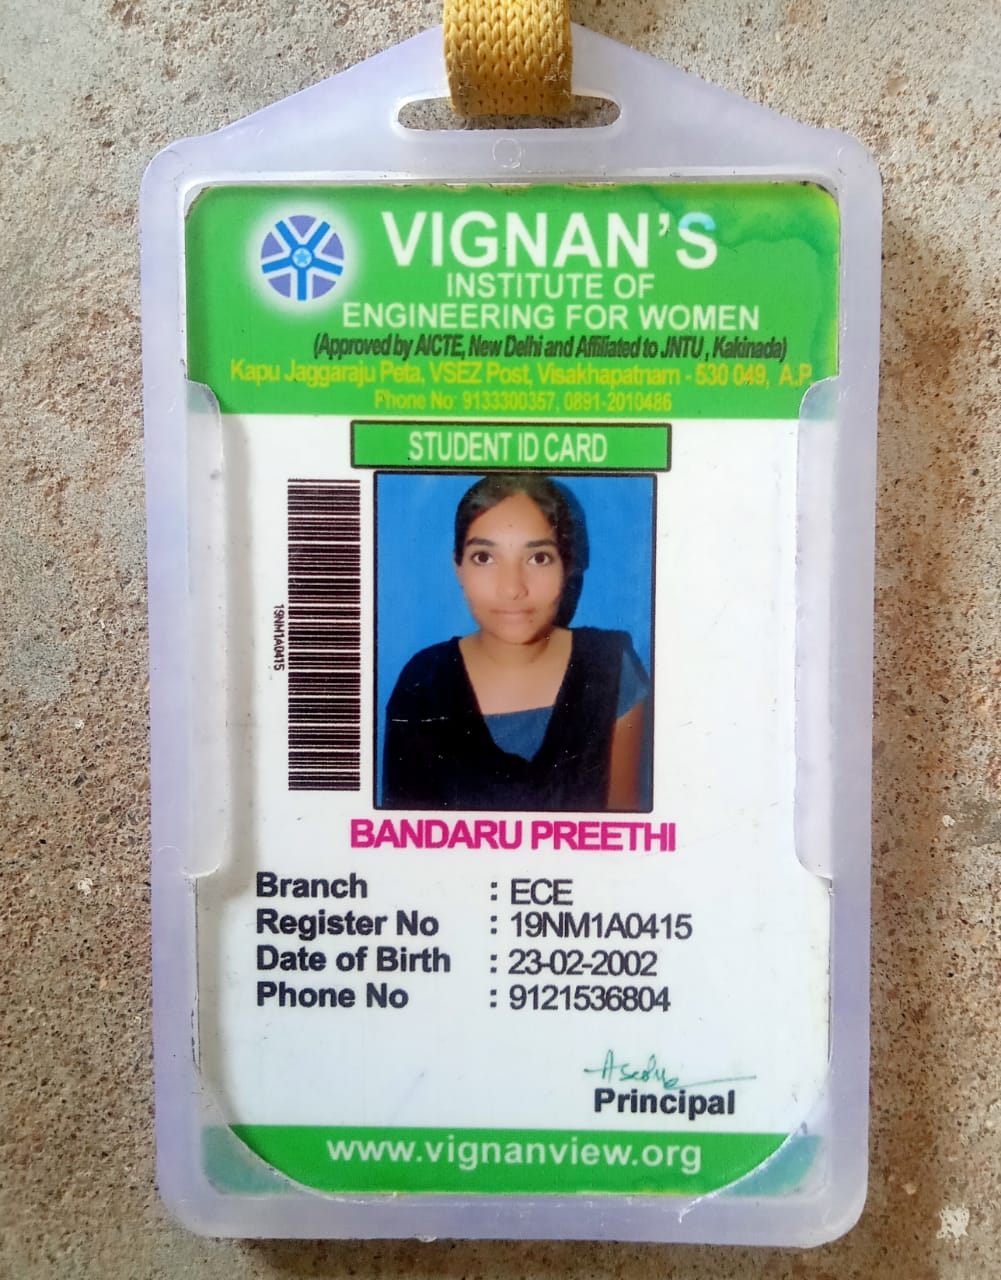 VIGNAN'S
INSTITUTE OF
ENGINEERING FOR WOMEN
(Approved by AICTE, New Delhi and Affiliated to JNTU, Kakinada)
Kapu Jaggaraju Peta, VSEZ Post, Visakhapatnam - 530 049, A.P
Phone No: 9133300357, 0891-2010486
STUDENT ID CARD
19NM1A0415
BANDARU PREETHI
Branch : ECE
Register No : 19NM1A0415
Date of Birth : 23-02-2002
Phone No : 9121536804
Principal
www.vignanview.org